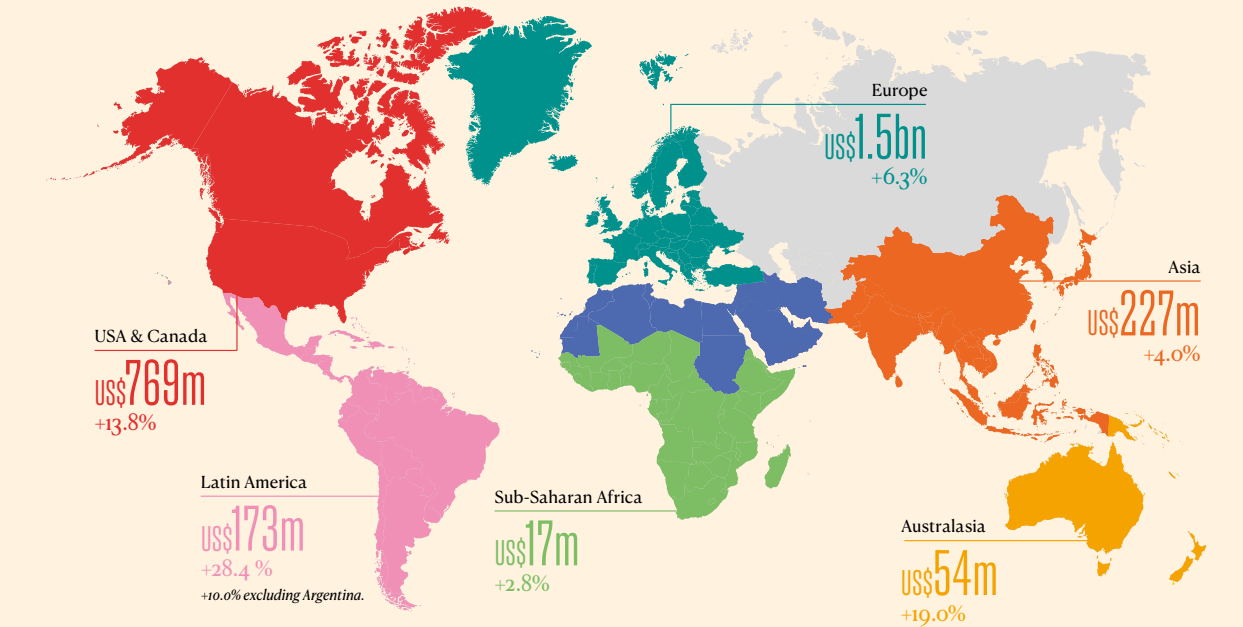 Europe
US$1.5bn
+6.3%
Asia
US$227m
+4.0%
USA & Canada
US$769m
+13.8%
Latin America
US$173m
+28.4 %
+10.0% excluding Argentina.
Sub-Saharan Africa
US$17m
+2.8%
Australasia
US$54m
+19.0%